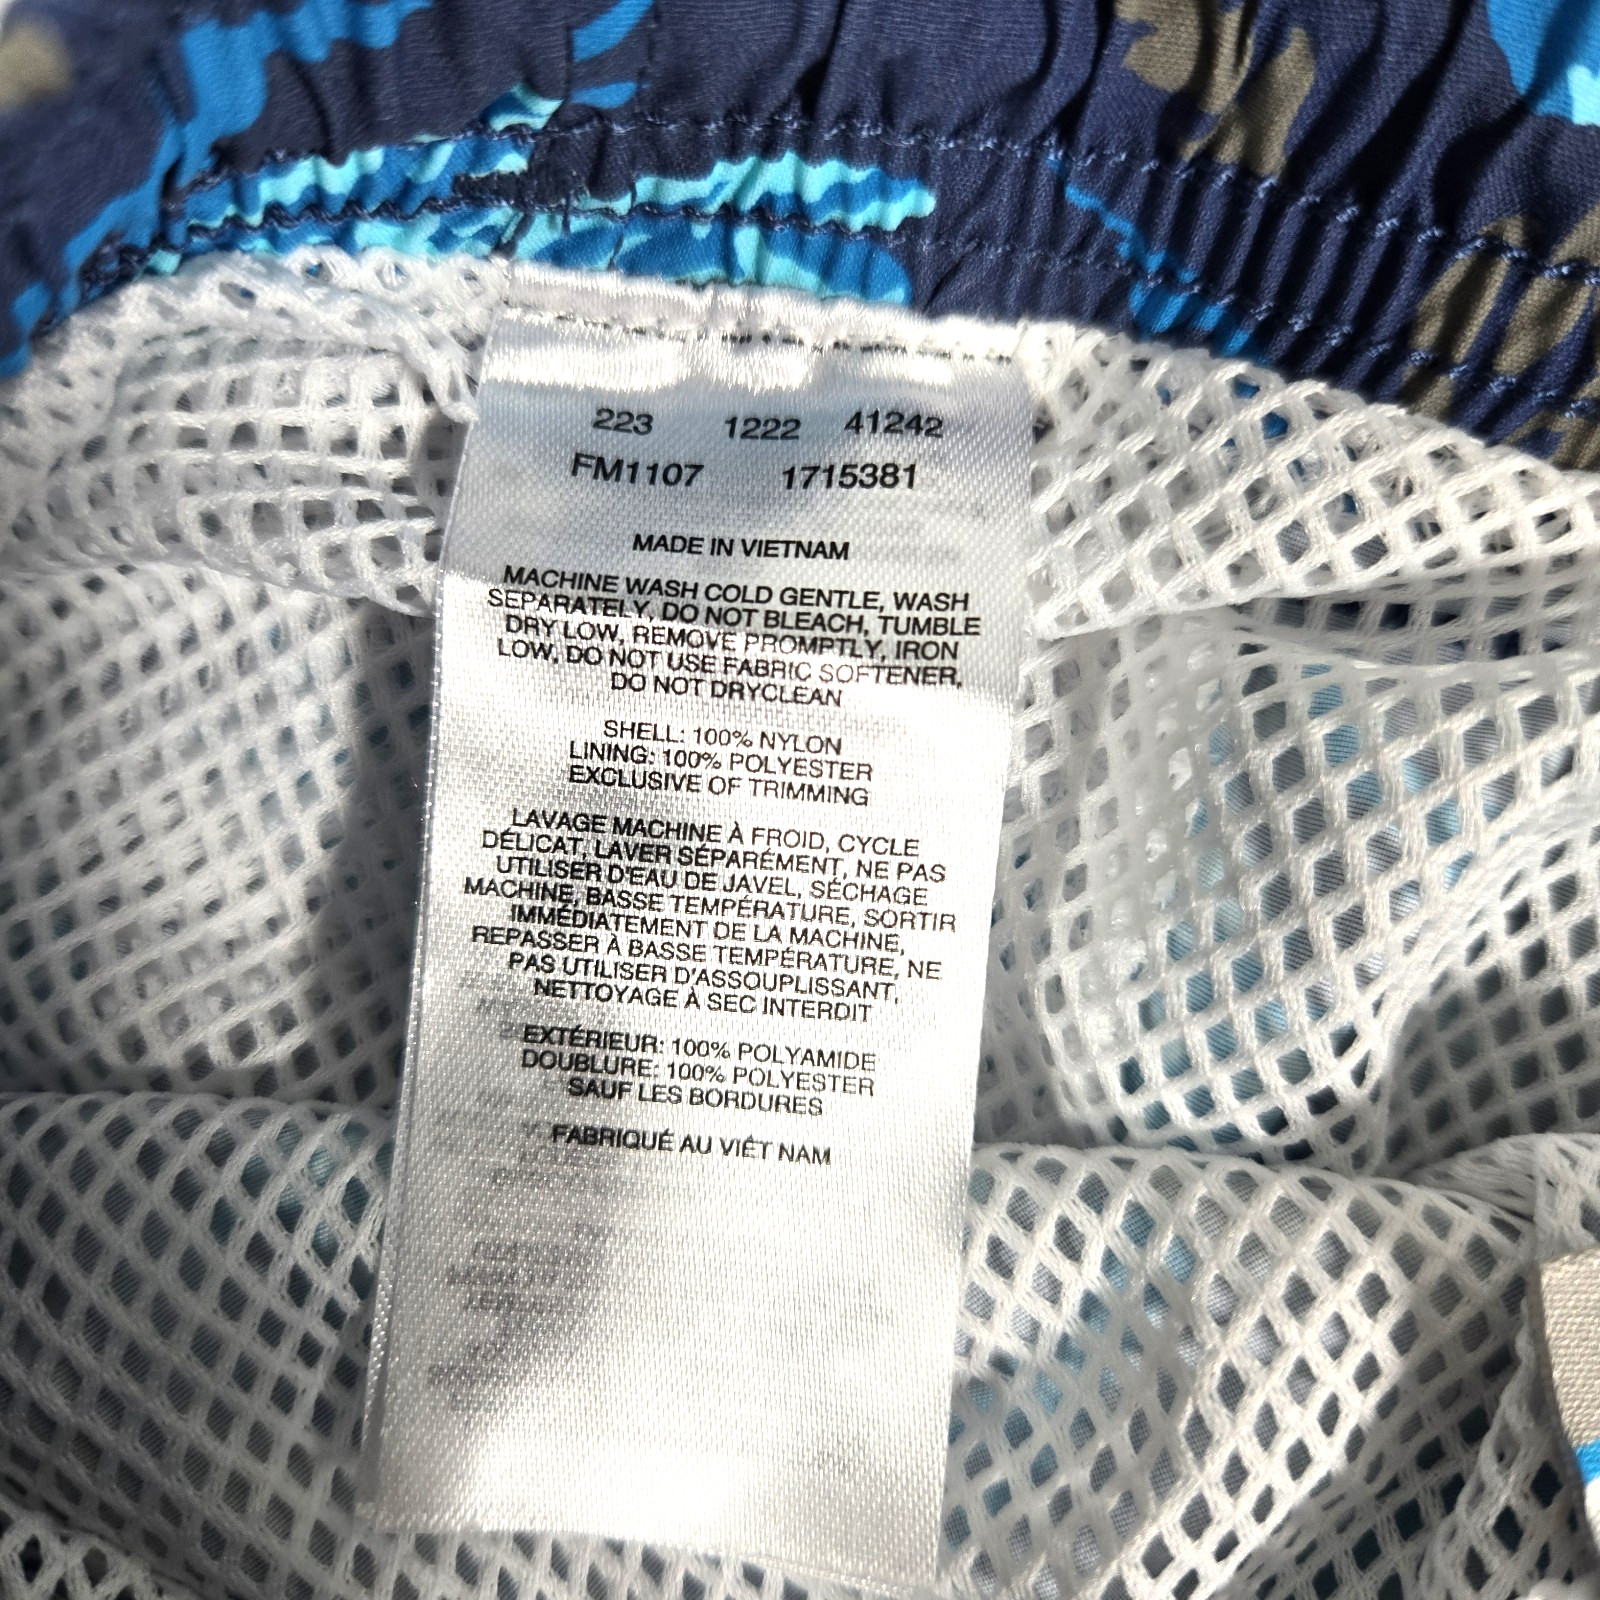 223 1222 41242
FM1107 1715381
MADE IN VIETNAM
MACHINE WASH COLD GENTLE, WASH
SEPARATELY, DO NOT BLEACH, TUMBLE
DRY LOW, REMOVE PROMPTLY, IRON
LOW, DO NOT USE FABRIC SOFTENER,
DO NOT DRYCLEAN
SHELL: 100% NYLON
LINING: 100% POLYESTER
EXCLUSIVE OF TRIMMING
LAVAGE MACHINE À FROID, CYCLE
DÉLICAT, LAVER SÉPARÉMENT, NE PAS
UTILISER D'EAU DE JAVEL, SÉCHAGE
MACHINE, BASSE TEMPÉRATURE, SORTIR
IMMÉDIATEMENT DE LA MACHINE,
REPASSER À BASSE TEMPÉRATURE, NE
PAS UTILISER D'ASSOUPLISSANT,
NETTOYAGE À SEC INTERDIT
EXTÉRIEUR: 100% POLYAMIDE
DOUBLURE: 100% POLYESTER
SAUF LES BORDURES
FABRIQUÉ AU VIÊT NAM